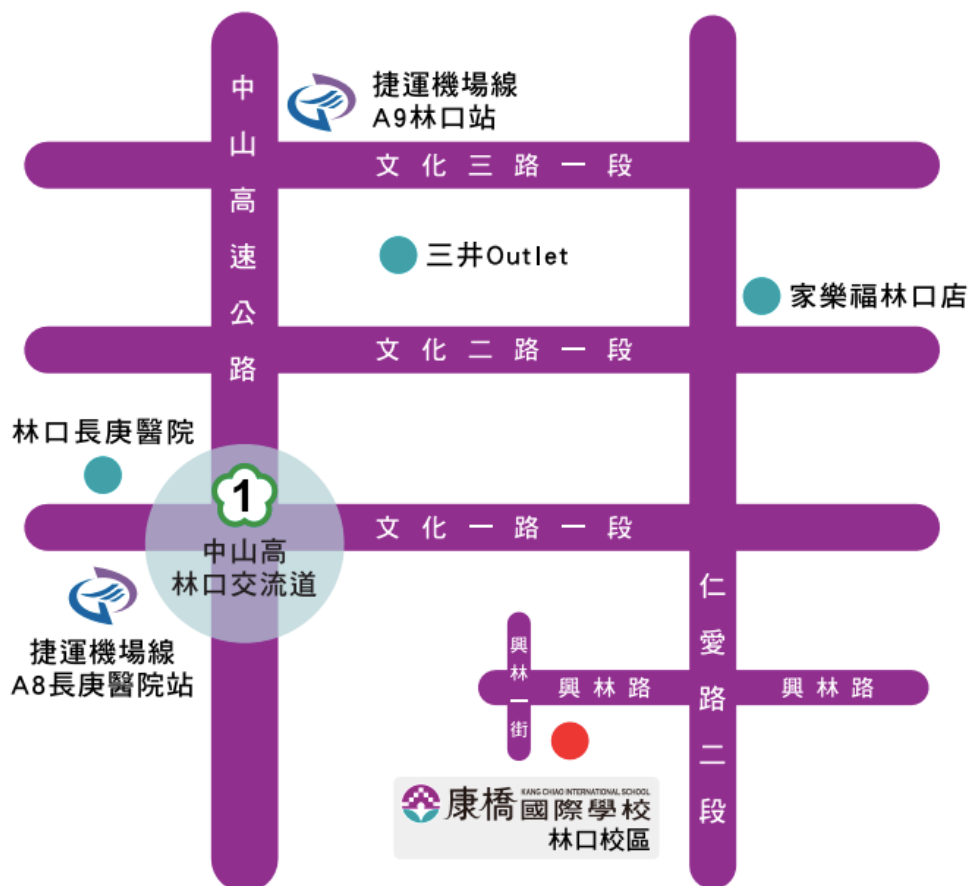 中山高速公路
捷運機場線
A9林口站
文化三路一段
三井Outlet
家樂福林口店
文化二路一段
林口長庚醫院
1
文化一路一段
中山高
林口交流道
仁愛路二段
捷運機場線
A8長庚醫院站
興林一街
興林路
興林路
康橋
KANG CHIAO INTERNATIONAL SCHOOL
國際學校
林口校區